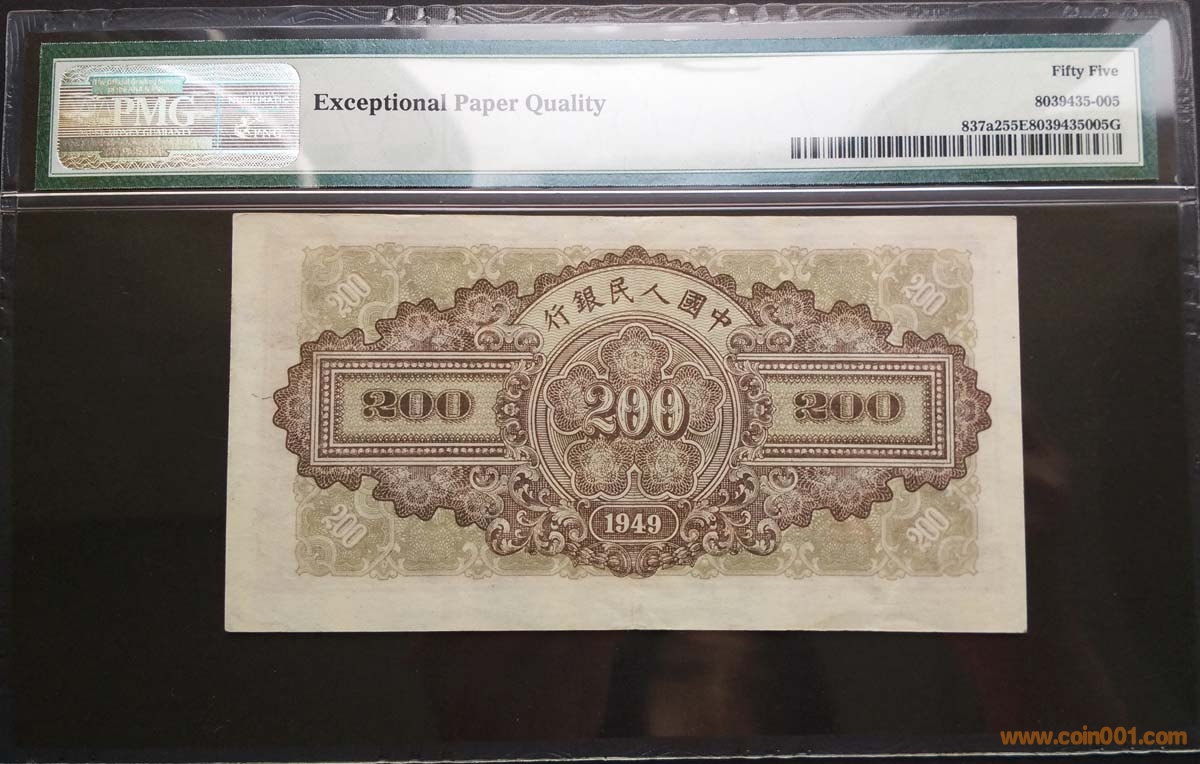 Fifty Five
PMG
Exceptional Paper Quality
8039435-005
837a255E8039435005G
行銀民人國中
200
200
200
200
200
1949
200
200
www.coin001.com